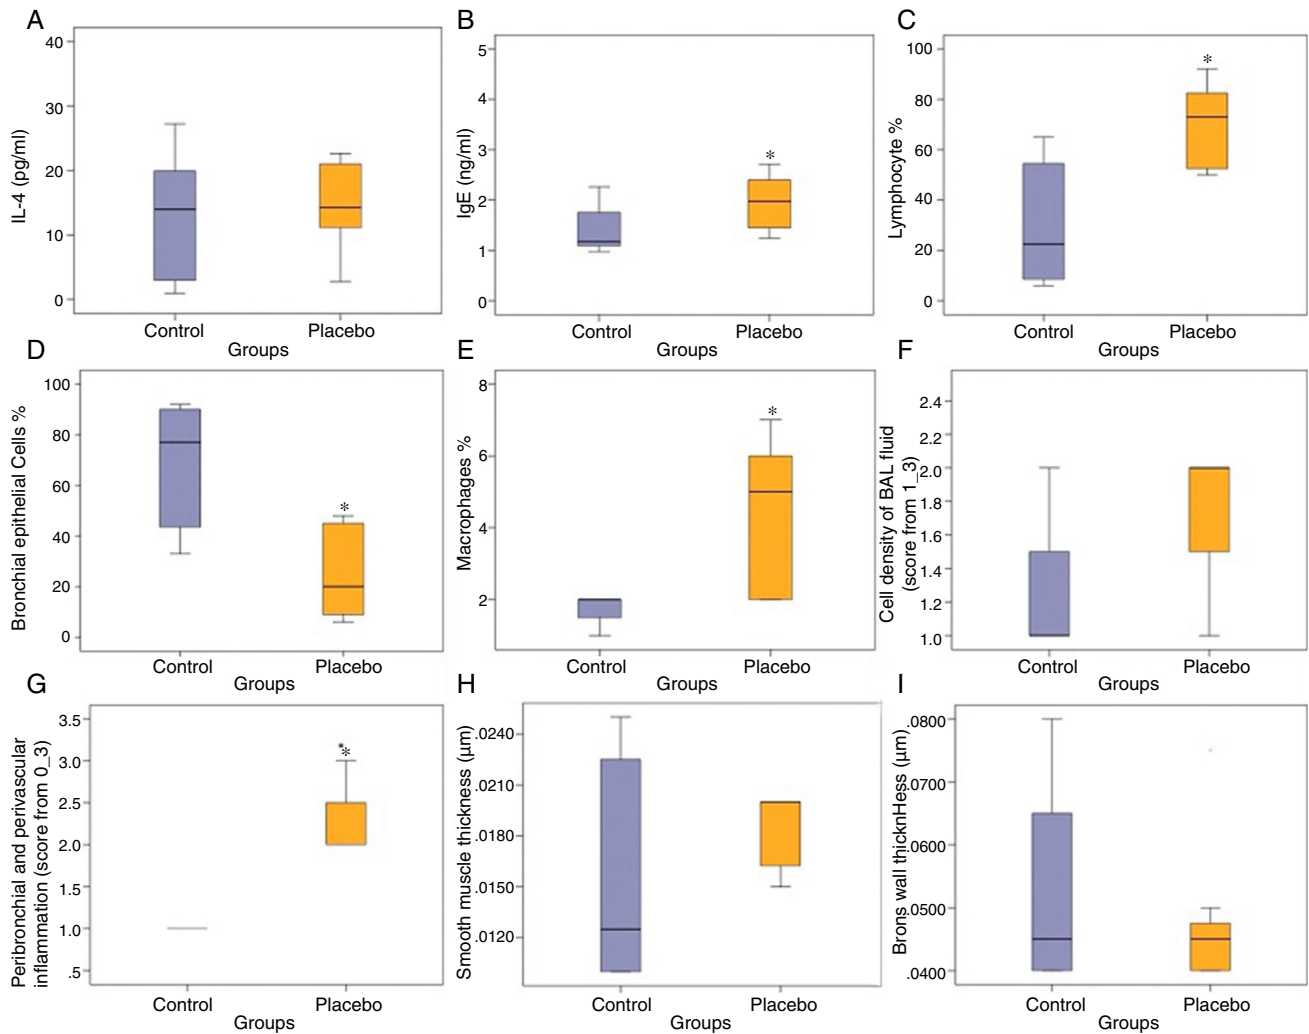 A
IL-4 (pg/ml)
40
30
20
10
0
Control
Placebo
Groups
B
IgE (ng/ml)
5
4
3
2
1
0
*
Control
Placebo
Groups
C
Lymphocyte %
100
80
60
40
20
0
*
Control
Placebo
Groups
D
Bronchial epithelial Cells %
100
80
60
40
20
0
*
Control
Placebo
Groups
E
Macrophages %
8
6
4
2
*
Control
Placebo
Groups
F
Cell density of BAL fluid
(score from 1_3)
2.4
2.2
2.0
1.8
1.6
1.4
1.2
1.0
Control
Placebo
Groups
G
Peribronchial and perivascular
inflammation (score from 0_3)
3.5
3.0
2.5
2.0
1.5
1.0
.5
*
*
Control
Placebo
Groups
H
Smooth muscle thickness (µm)
.0240
.0210
.0180
.0150
.0120
Control
Placebo
Groups
I
Brons wall thicknHess (µm)
.0800
.0700
.0600
.0500
.0400
Control
Placebo
Groups